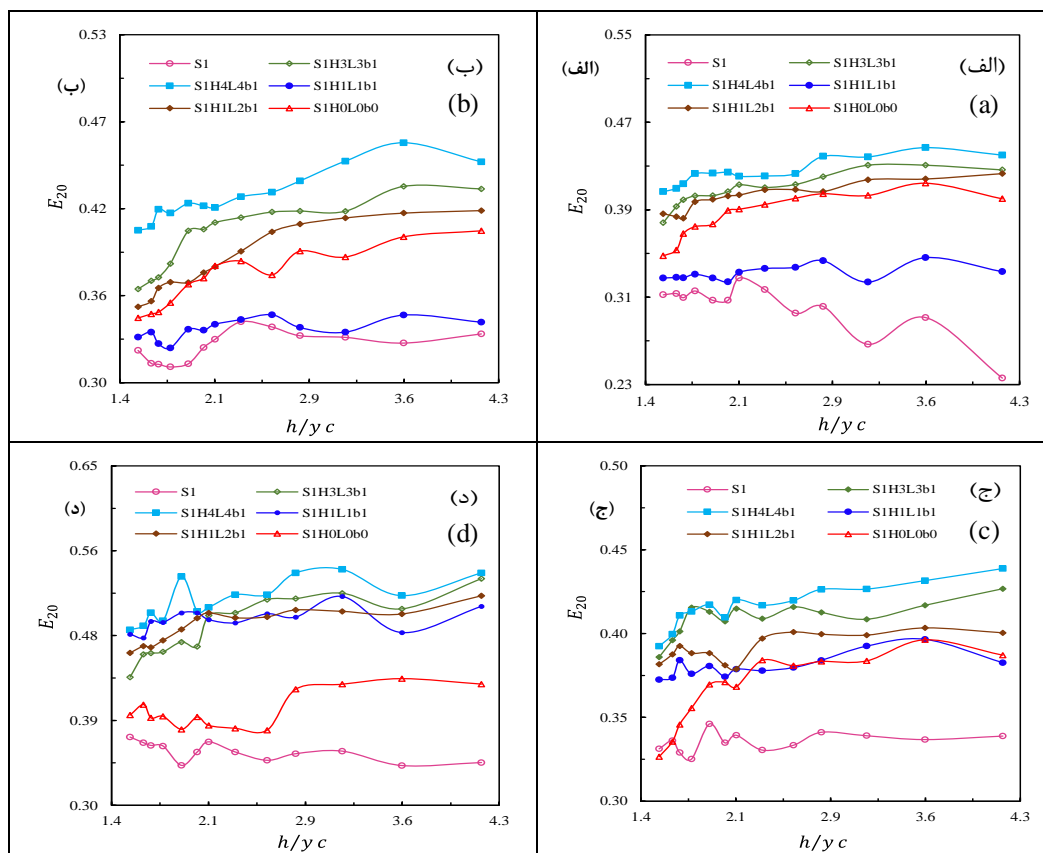 0.55
S1 S1H3L3b1 (الف)
(الف)
S1H4L4b1 S1H1L1b1
S1H1L2b1 S1H0L0b0 (a)
0.47
0.39
0.31
0.23
E20
1.4 2.1 2.9 3.6 4.3
h/y c
0.53
S1 S1H3L3b1 (ب)
(ب)
S1H4L4b1 S1H1L1b1
S1H1L2b1 S1H0L0b0 (b)
0.47
0.42
0.36
0.30
E20
1.4 2.1 2.9 3.6 4.3
h/y c
0.50
S1 S1H3L3b1 (ج)
(ج)
S1H4L4b1 S1H1L1b1
S1H1L2b1 S1H0L0b0 (c)
0.45
0.40
0.35
0.30
E20
1.4 2.1 2.9 3.6 4.3
h/y c
0.65
S1 S1H3L3b1 (د)
(د)
S1H4L4b1 S1H1L1b1
S1H1L2b1 S1H0L0b0 (d)
0.56
0.48
0.39
0.30
E20
1.4 2.1 2.9 3.6 4.3
h/y c